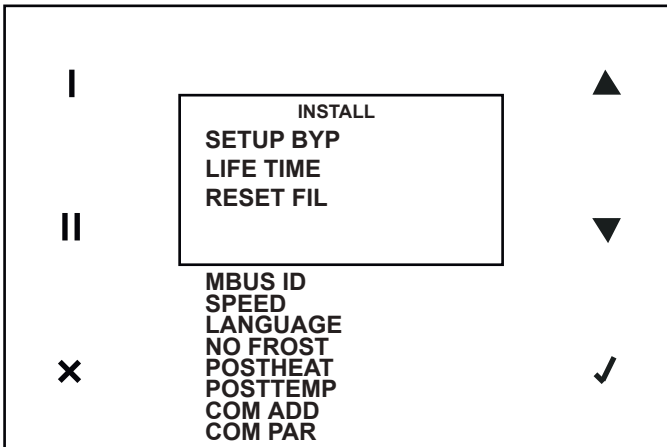 I
INSTALL
SETUP BYP
LIFE TIME
RESET FIL
II
MBUS ID
SPEED
LANGUAGE
NO FROST
POSTHEAT
POSTTEMP
COM ADD
COM PAR